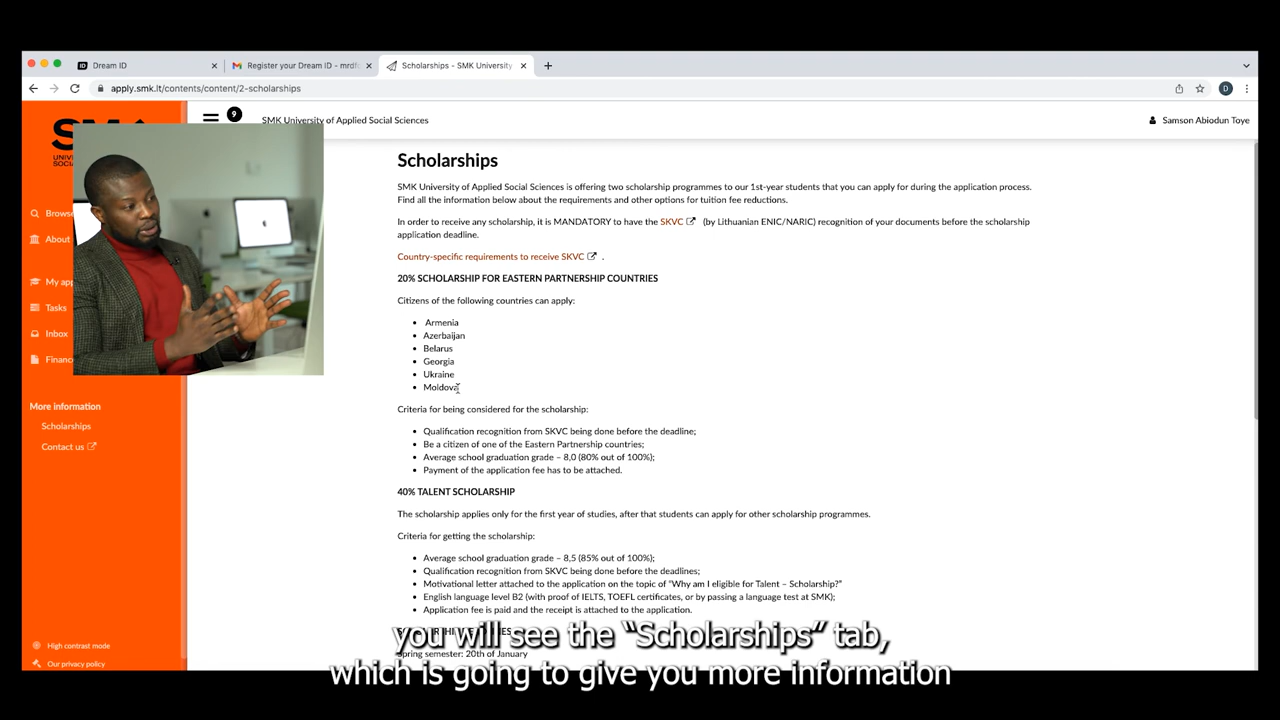 Dream ID
Register your Dream ID - mrdfc
Scholarships - SMK University
apply.smk.lt/contents/content/2-scholarships
9
SMK University of Applied Social Sciences
Samson Abiodun Toye
Browse
About
My app
Tasks
Inbox
Finance
More information
Scholarships
Contact us
High contrast mode
Our privacy policy
Scholarships
SMK University of Applied Social Sciences is offering two scholarship programmes to our 1st-year students that you can apply for during the application process.
Find all the information below about the requirements and other options for tuition fee reductions.
In order to receive any scholarship, it is MANDATORY to have the SKVC (by Lithuanian ENIC/NARIC) recognition of your documents before the scholarship
application deadline.
Country-specific requirements to receive SKVC .
20% SCHOLARSHIP FOR EASTERN PARTNERSHIP COUNTRIES
Citizens of the following countries can apply:
Armenia
Azerbaijan
Belarus
Georgia
Ukraine
Moldova
Criteria for being considered for the scholarship:
Qualification recognition from SKVC being done before the deadline;
Be a citizen of one of the Eastern Partnership countries;
Average school graduation grade – 8,0 (80% out of 100%);
Payment of the application fee has to be attached.
40% TALENT SCHOLARSHIP
The scholarship applies only for the first year of studies, after that students can apply for other scholarship programmes.
Criteria for getting the scholarship:
Average school graduation grade – 8,5 (85% out of 100%);
Qualification recognition from SKVC being done before the deadlines;
Motivational letter attached to the application on the topic of “Why am I eligible for Talent – Scholarship?”
English language level B2 (with proof of IELTS, TOEFL certificates, or by passing a language test at SMK);
Application fee is paid and the receipt is attached to the application.
Spring semester: 20th of January
you will see the “Scholarships” tab,
which is going to give you more information